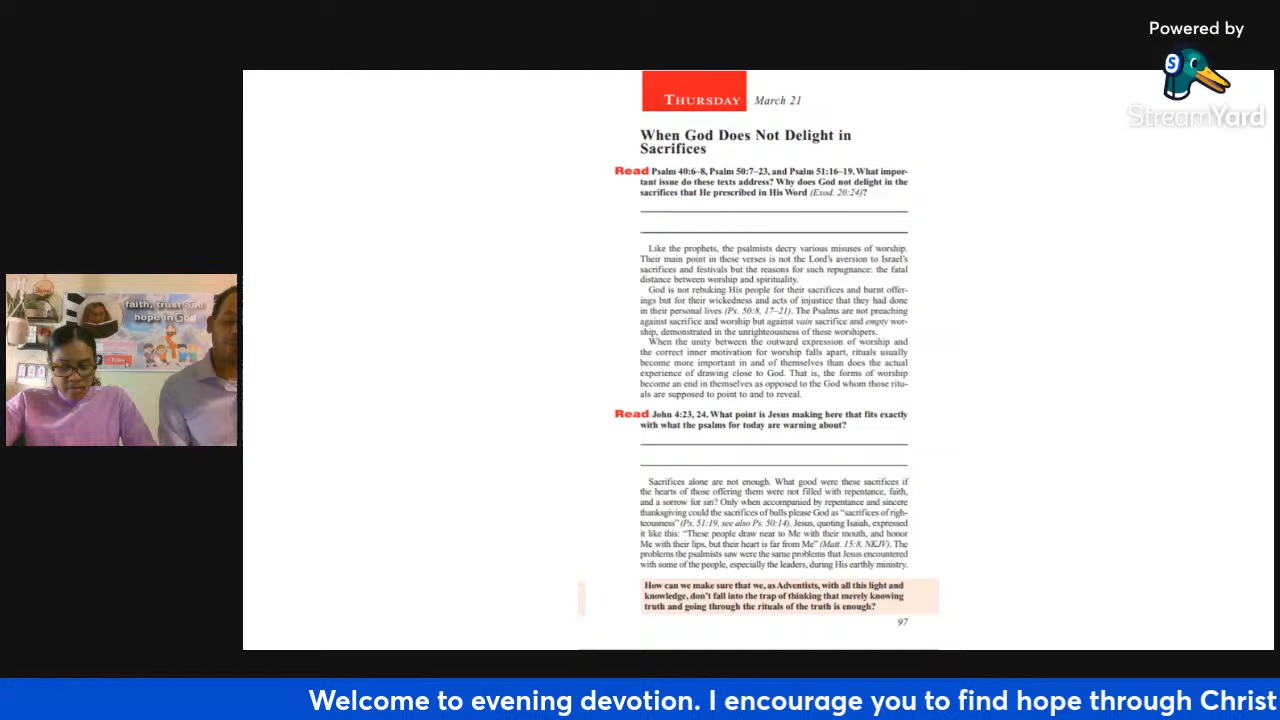 Powered by
S
StreamYard
THURSDAY March 21
When God Does Not Delight in
Sacrifices
Read Psalm 40:6–8, Psalm 50:7–23, and Psalm 51:16–19. What impor-
tant issue do these texts address? Why does God not delight in the
sacrifices that He prescribed in His Word (Exod. 20:24)?
Like the prophets, the psalmists decry various misuses of worship.
Their main point in these verses is not the Lord's aversion to Israel's
sacrifices and festivals but the reasons for such repugnance: the fatal
distance between worship and spirituality.
God is not rebuking His people for their sacrifices and burnt offer-
ings but for their wickedness and acts of injustice that they had done
in their personal lives (Ps. 50:8, 17–21). The Psalms are not preaching
against sacrifice and worship but against vain sacrifice and empty wor-
ship, demonstrated in the unrighteousness of these worshipers.
When the unity between the outward expression of worship and
the correct inner motivation for worship falls apart, rituals usually
become more important in and of themselves than does the actual
experience of drawing close to God. That is, the forms of worship
become an end in themselves as opposed to the God whom those ritu-
als are supposed to point to and to reveal.
Read John 4:23, 24. What point is Jesus making here that fits exactly
with what the psalms for today are warning about?
Sacrifices alone are not enough. What good were these sacrifices if
the hearts of those offering them were not filled with repentance, faith,
and a sorrow for sin? Only when accompanied by repentance and sincere
thanksgiving could the sacrifices of bulls please God as "sacrifices of righ-
teousness" (Ps. 51:19, see also Ps. 50:14). Jesus, quoting Isaiah, expressed
it like this: "These people draw near to Me with their mouth, and honor
Me with their lips, but their heart is far from Me" (Matt. 15:8, NKJV). The
problems the psalmists saw were the same problems that Jesus encountered
with some of the people, especially the leaders, during His earthly ministry.
How can we make sure that we, as Adventists, with all this light and
knowledge, don't fall into the trap of thinking that merely knowing
truth and going through the rituals of the truth is enough?
97
faith, trust and
hope in God
Welcome to evening devotion. I encourage you to find hope through Christ